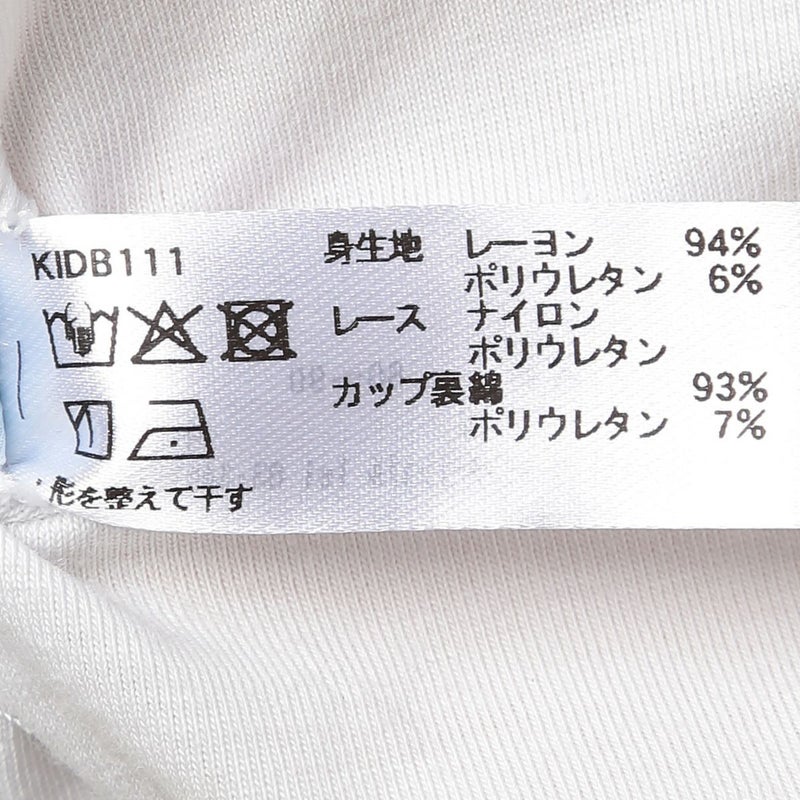 KIDB111
身生地 レーヨン 94%
ポリウレタン 6%
レース ナイロン
ポリウレタン
カップ裏 綿 93%
ポリウレタン 7%
形を整えて干す